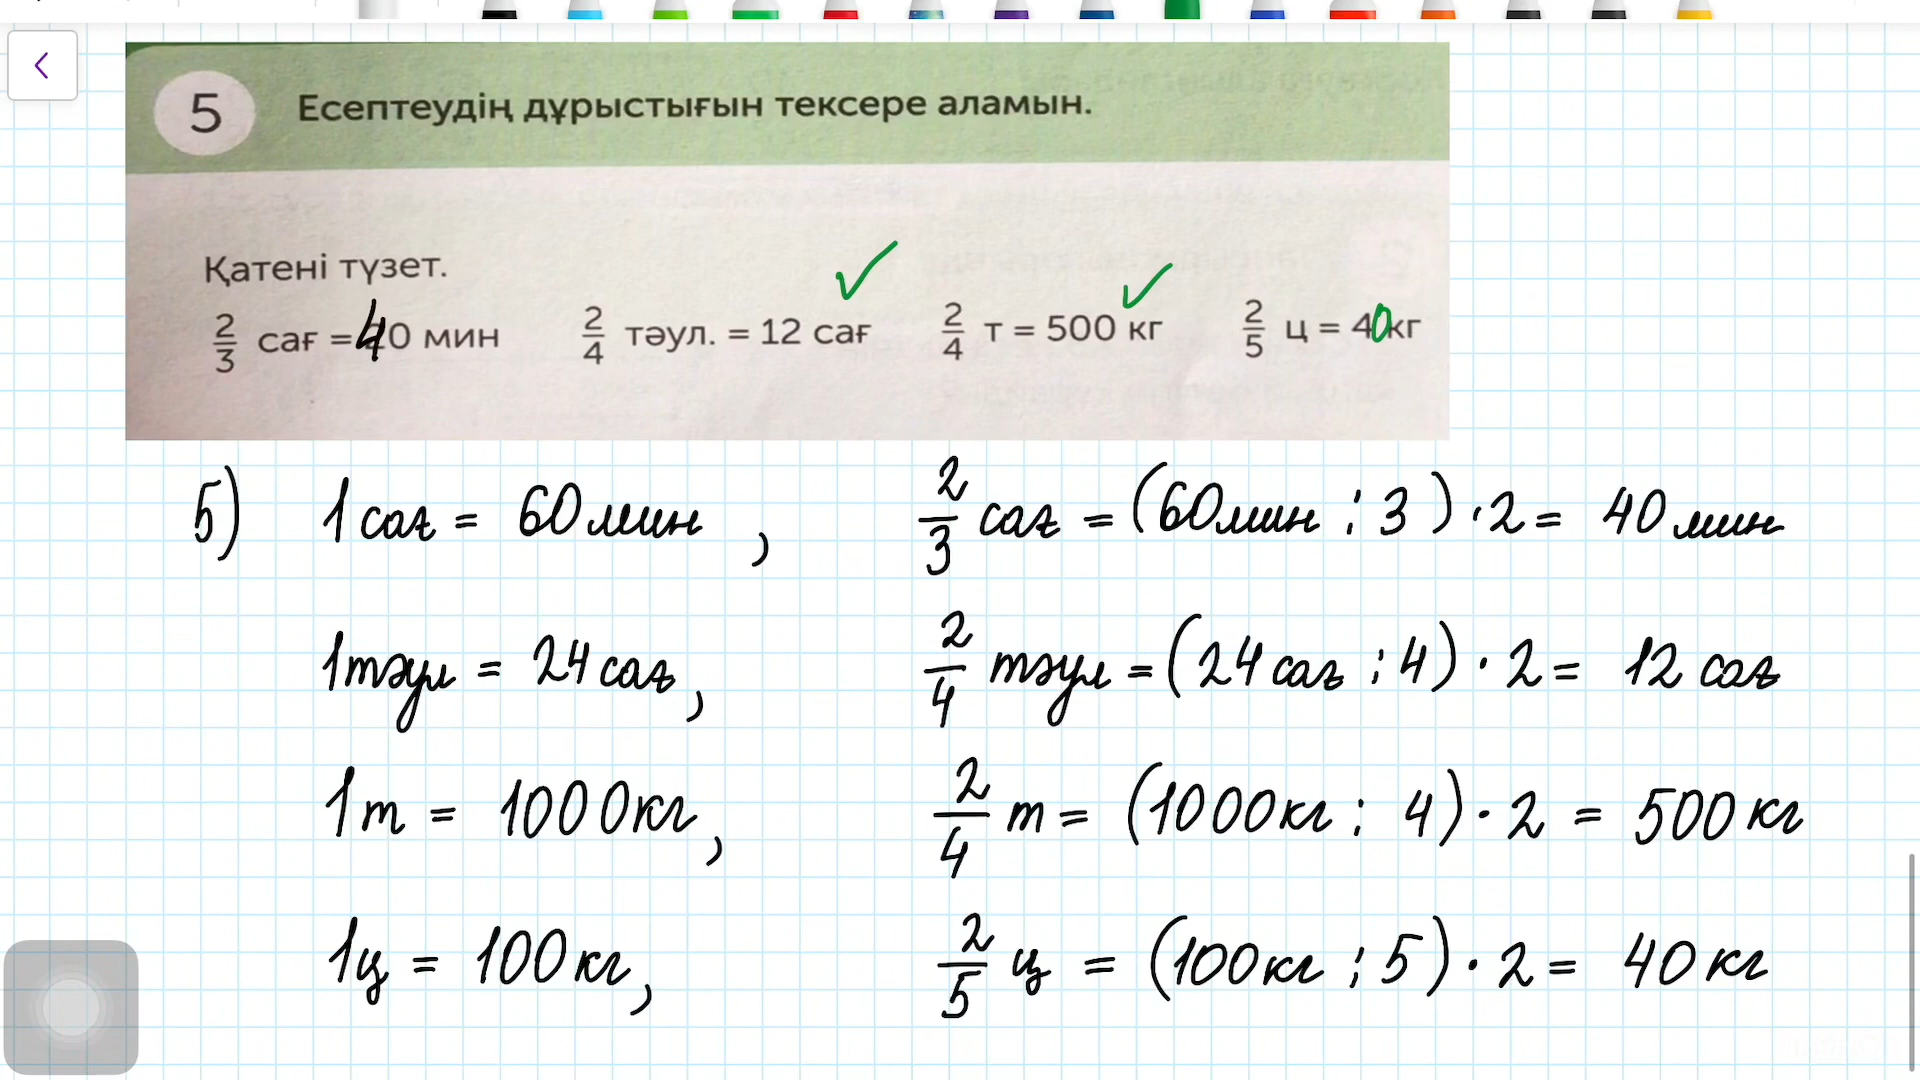 5 Есептеудің дұрыстығын тексере аламын.
Қатені түзет.
2/3 сағ = 40 мин 2/4 тәул. = 12 сағ 2/4 т = 500 кг 2/5 ц = 40 кг
5) 1 сағ = 60 мин, 2/3 сағ = (60 мин : 3) · 2 = 40 мин
1 тәул = 24 сағ, 2/4 тәул = (24 сағ : 4) · 2 = 12 сағ
1 т = 1000 кг, 2/4 т = (1000 кг : 4) · 2 = 500 кг
1 ц = 100 кг, 2/5 ц = (100 кг : 5) · 2 = 40 кг